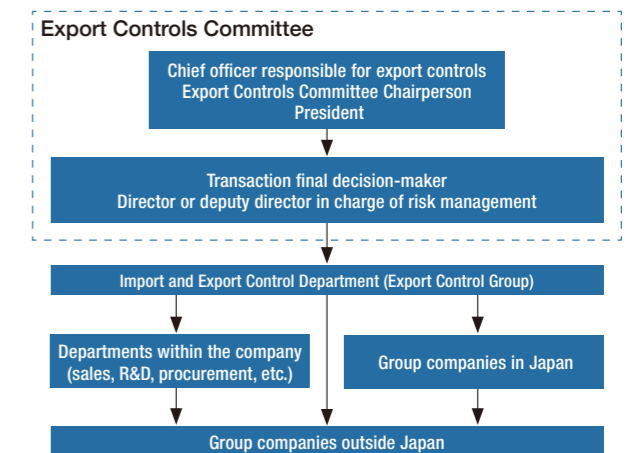 Export Controls Committee
Chief officer responsible for export controls
Export Controls Committee Chairperson
President
Transaction final decision-maker
Director or deputy director in charge of risk management
Import and Export Control Department (Export Control Group)
Departments within the company
(sales, R&D, procurement, etc.)
Group companies in Japan
Group companies outside Japan